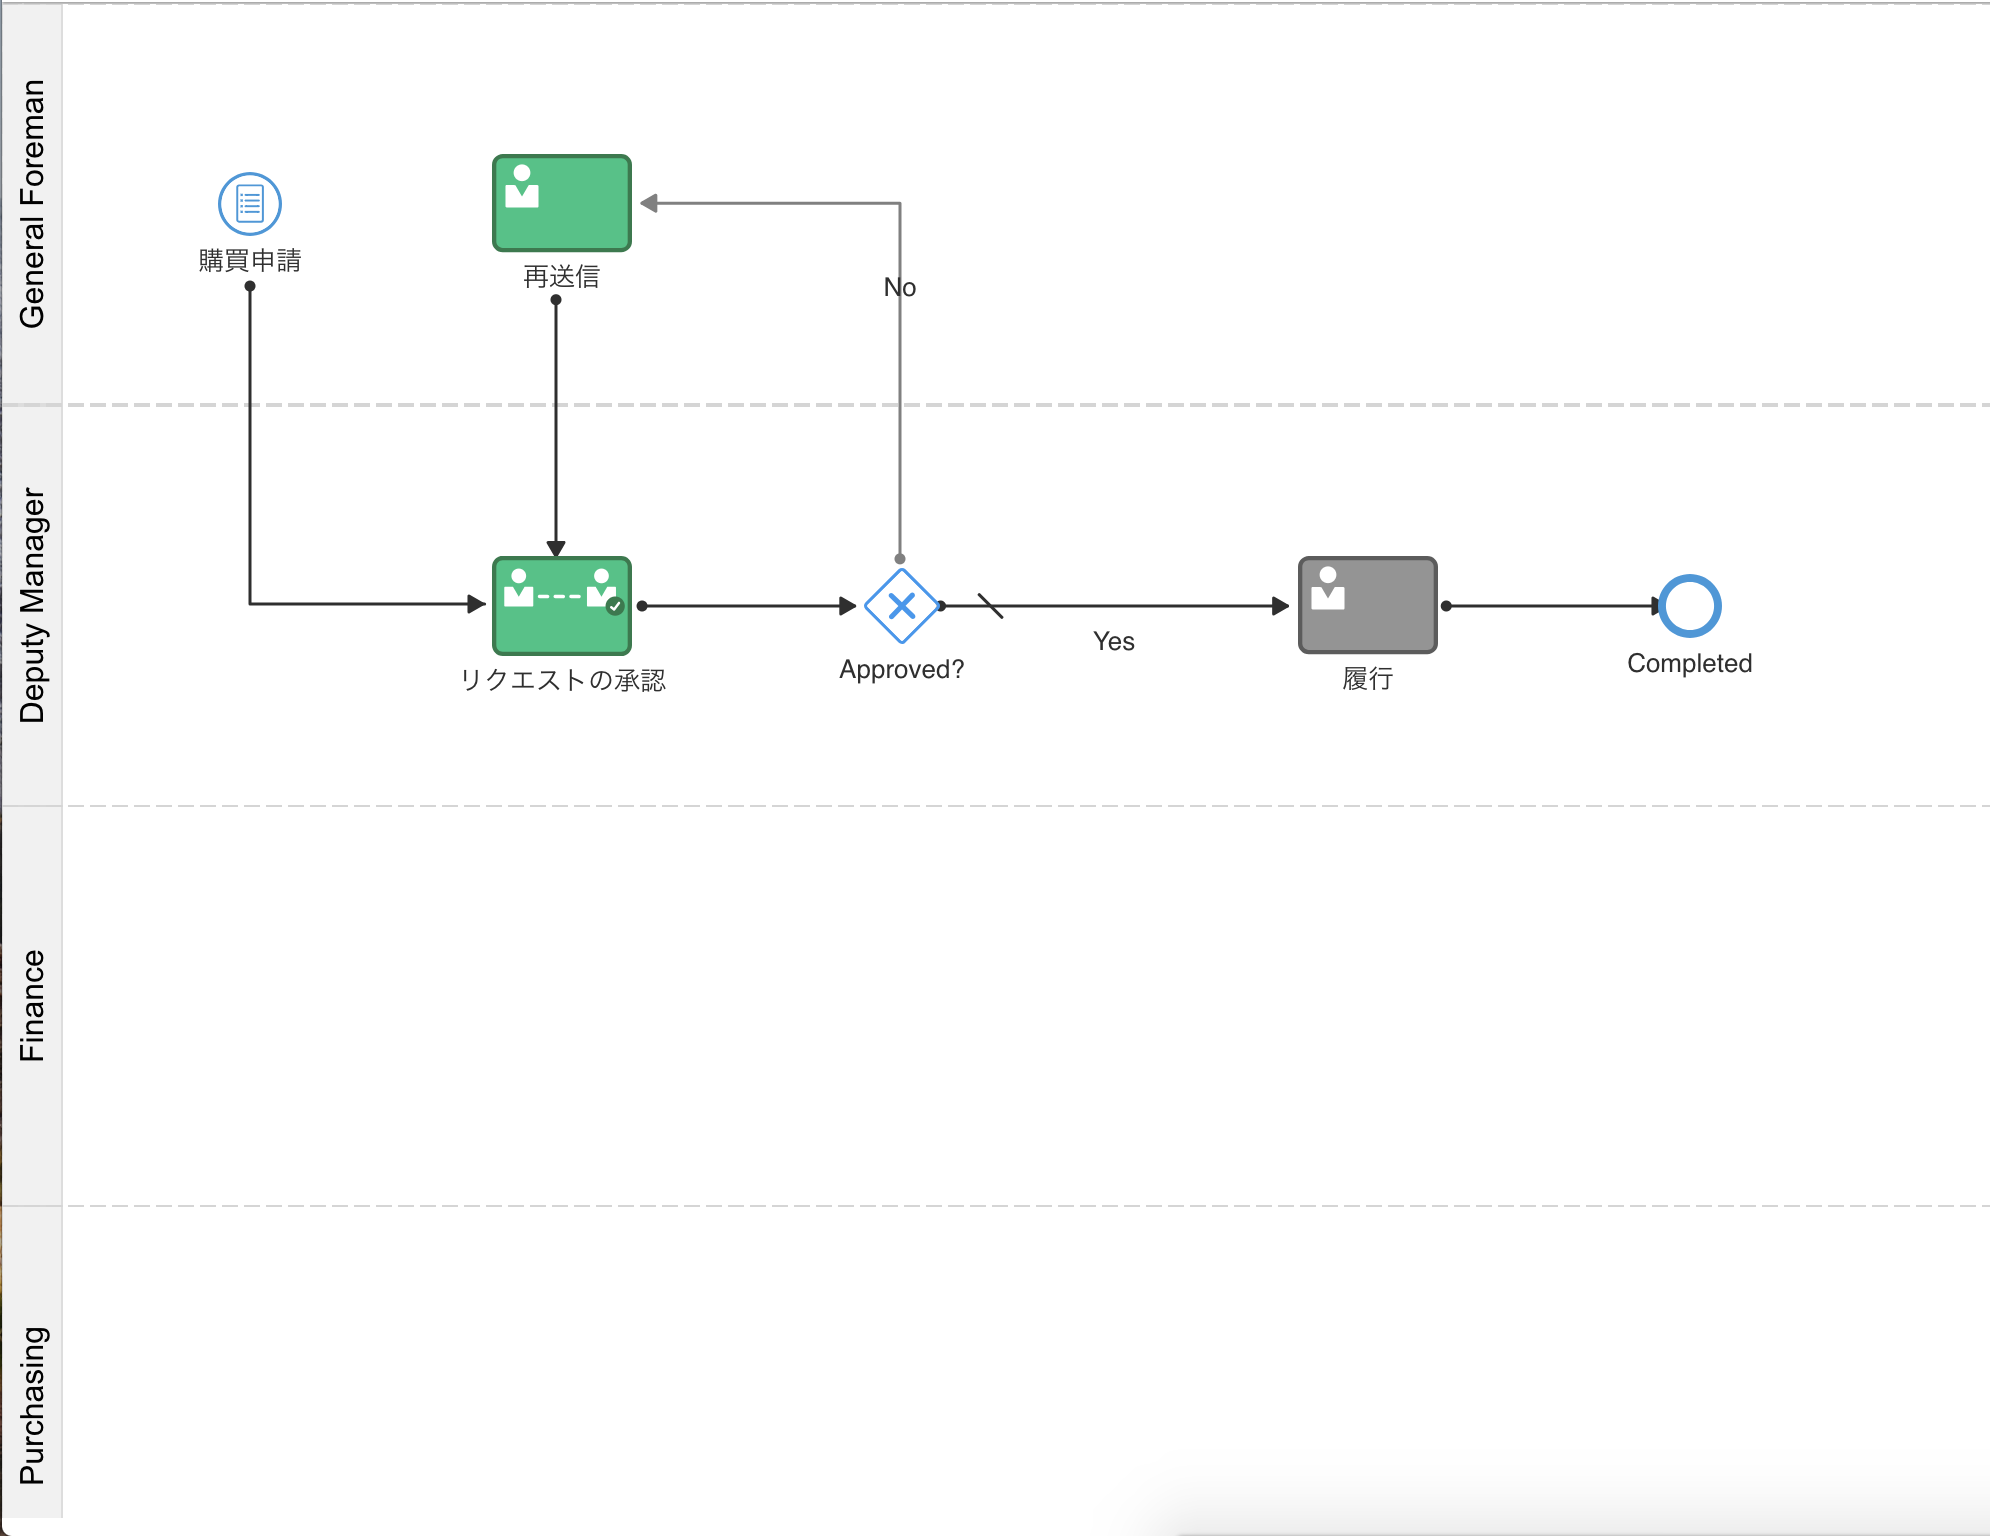 General Foreman
購買申請
再送信
No
Deputy Manager
リクエストの承認
Approved?
Yes
履行
Completed
Finance
Purchasing